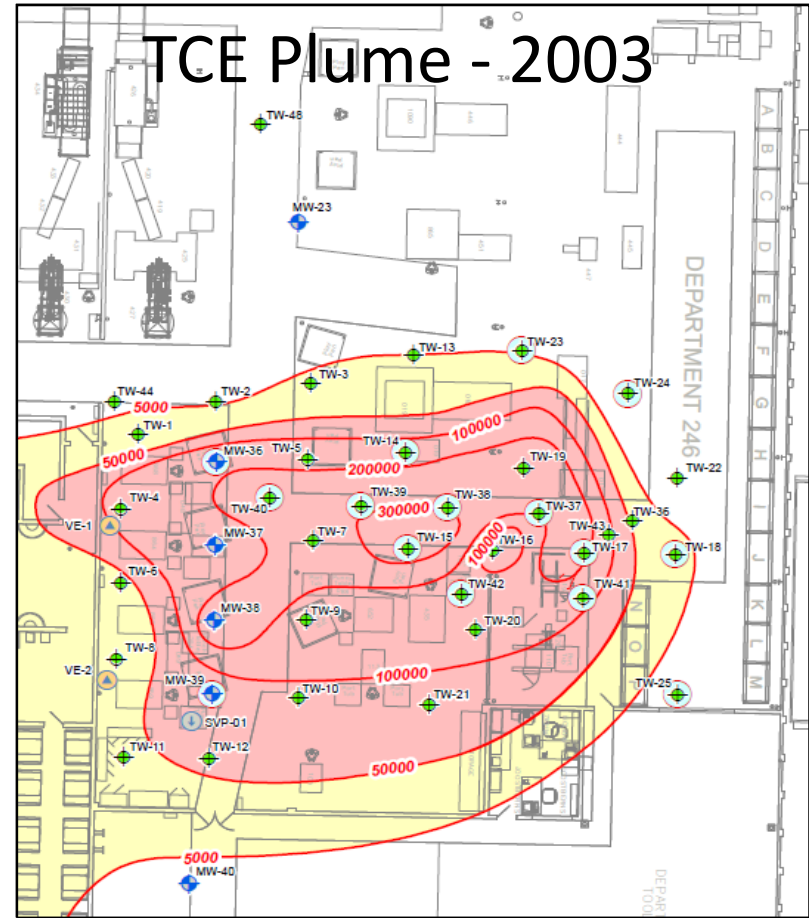 TCE Plume - 2003
TW-48
MW-23
A
B
C
D
E
F
G
H
I
J
K
L
M
N
O
DEPARTMENT 246
TW-13
TW-23
TW-3
TW-24
TW-44
5000
TW-2
TW-1
100000
50000
MW-36
TW-5
TW-14
200000
TW-19
TW-22
TW-4
TW-40
TW-39
300000
TW-38
TW-37
TW-36
VE-1
MW-37
TW-7
TW-15
100000
TW-16
TW-43
TW-17
TW-18
TW-6
TW-42
TW-41
MW-38
TW-9
TW-20
TW-8
VE-2
MW-39
100000
TW-25
TW-10
TW-21
SVP-01
TW-11
TW-12
50000
OFFICE
5000
MW-40
DEPART
TOOL